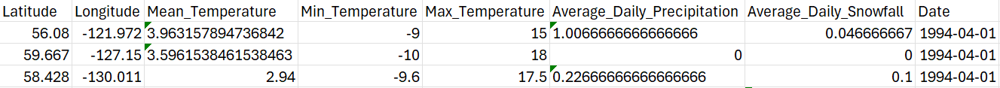 Latitude Longitude Mean_Temperature Min_Temperature Max_Temperature Average_Daily_Precipitation Average_Daily_Snowfall Date
56.08 -121.972 3.963157894736842 -9 15 1.0066666666666666 0.046666667 1994-04-01
59.667 -127.15 3.5961538461538463 -10 18 0 0 1994-04-01
58.428 -130.011 2.94 -9.6 17.5 0.22666666666666666 0.1 1994-04-01